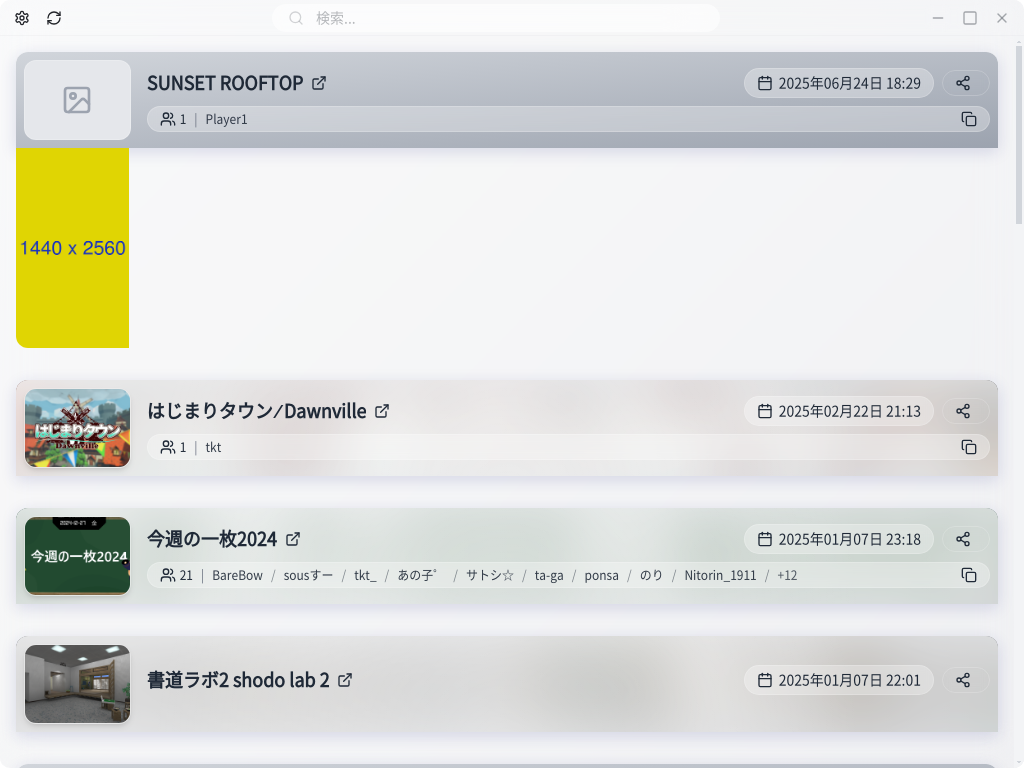 検索...
SUNSET ROOFTOP
2025年06月24日 18:29
1 | Player1
1440 x 2560
はじまりタウン/Dawnville
2025年02月22日 21:13
はじまりタウン
Dawnville
1 | tkt
今週の一枚2024
2025年01月07日 23:18
今週の一枚2024
21 | BareBow / sousすー / tkt_ / あの子゜ / サトシ☆ / ta-ga / ponsa / のり / Nitorin_1911 / +12
書道ラボ2 shodo lab 2
2025年01月07日 22:01